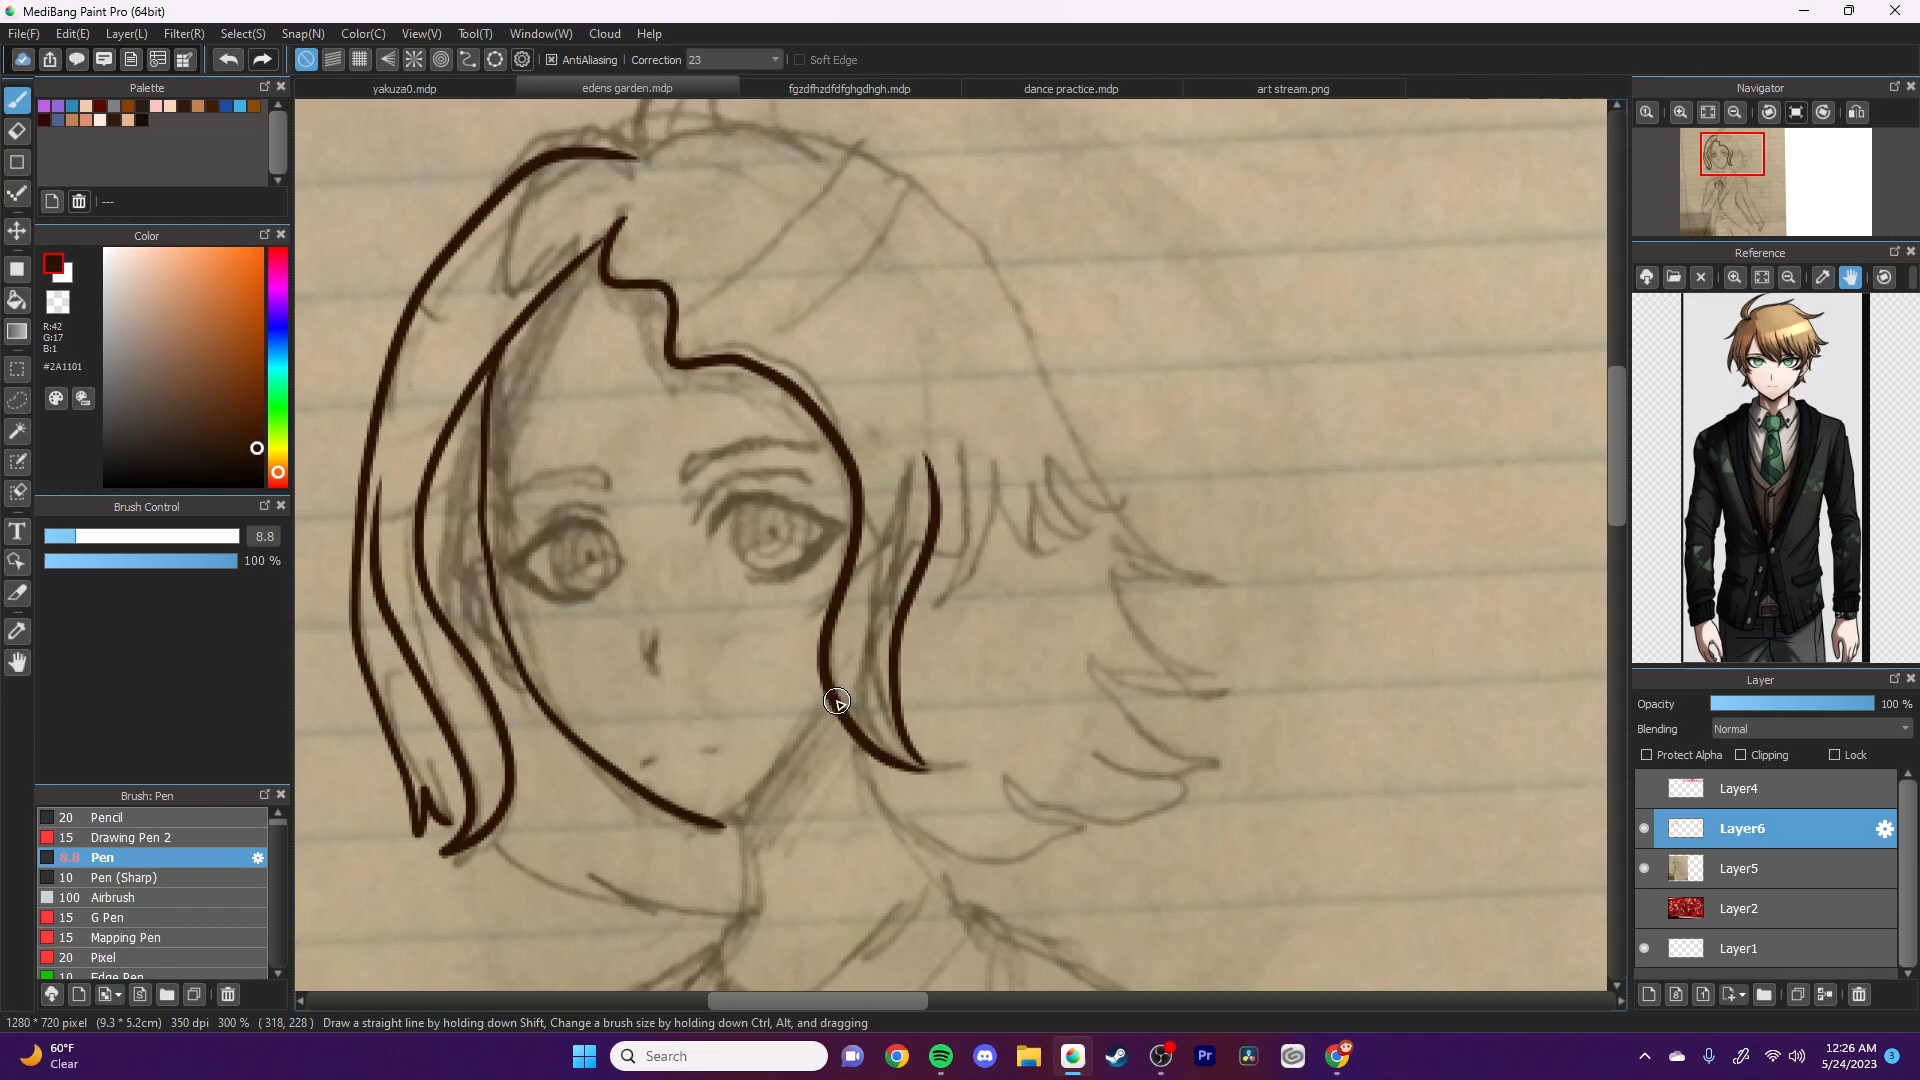 MediBang Paint Pro (64bit)
File(F) Edit(E) Layer(L) Filter(R) Select(S) Snap(N) Color(C) View(V) Tool(T) Window(W) Cloud Help
AntiAliasing Correction 23 Soft Edge
Palette
yakuza0.mdp edens garden.mdp fgzdfhzdfdfghgdhgh.mdp dance practice.mdp art stream.png
Navigator
---
Color
R:42
G:17
B:1
#2A1101
Reference
Brush Control
8.8
100 %
Brush: Pen
20 Pencil
15 Drawing Pen 2
8.8 Pen
10 Pen (Sharp)
100 Airbrush
15 G Pen
15 Mapping Pen
20 Pixel
10 Edge Pen
Layer
Opacity 100 %
Blending Normal
Protect Alpha Clipping Lock
Layer4
Layer6
Layer5
Layer2
Layer1
1280 * 720 pixel (9.3 * 5.2cm) 350 dpi 300 % ( 318, 228 ) Draw a straight line by holding down Shift, Change a brush size by holding down Ctrl, Alt, and dragging
60°F
Clear
Search
Pr
12:26 AM
5/24/2023
3